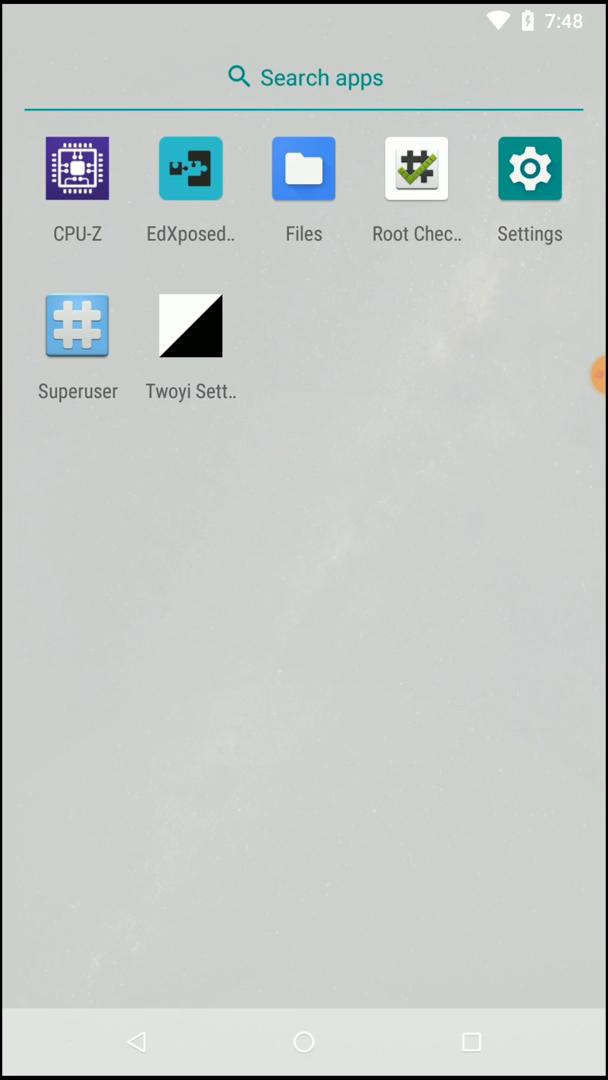 7:48
Search apps
CPU-Z
EdXposed..
Files
Root Chec..
Settings
Superuser
Twoyi Sett..